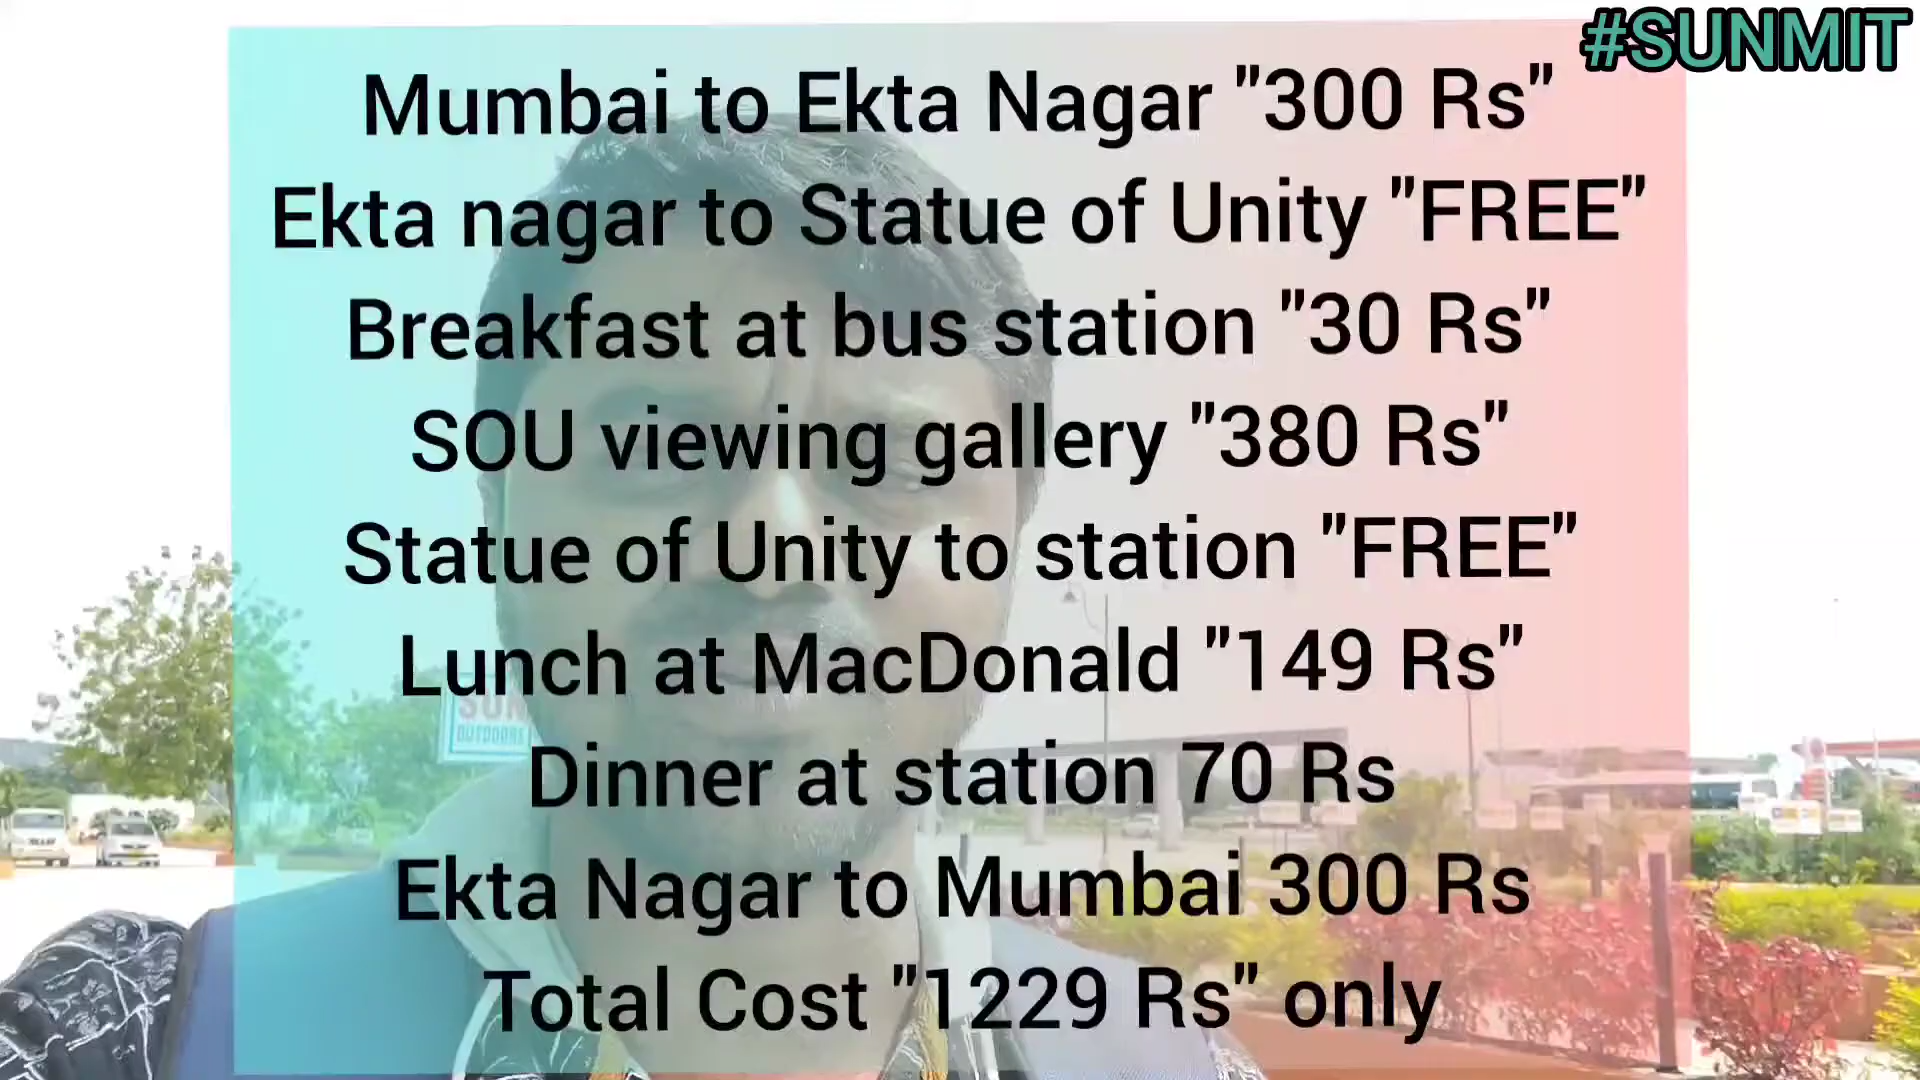 #SUNMIT
Mumbai to Ekta Nagar "300 Rs"
Ekta nagar to Statue of Unity "FREE"
Breakfast at bus station "30 Rs"
SOU viewing gallery "380 Rs"
Statue of Unity to station "FREE"
Lunch at MacDonald "149 Rs"
SUN
OUTDOORS
Dinner at station 70 Rs
Ekta Nagar to Mumbai 300 Rs
Total Cost "1229 Rs" only